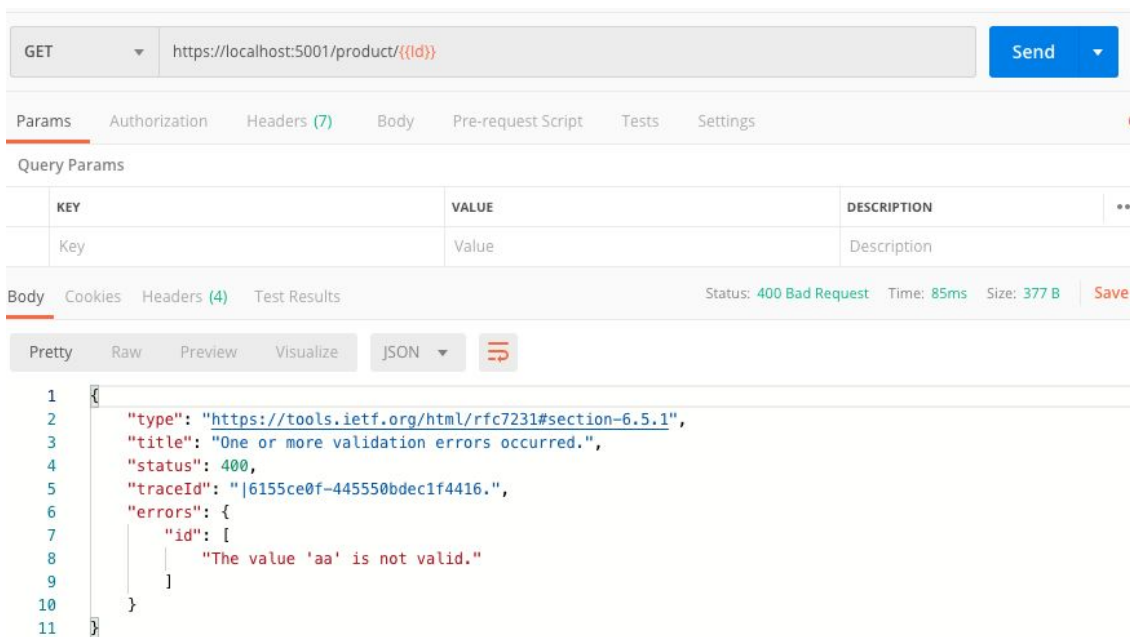 GET https://localhost:5001/product/{{Id}} Send
Params Authorization Headers (7) Body Pre-request Script Tests Settings
Query Params
KEY VALUE DESCRIPTION
Key Value Description
Body Cookies Headers (4) Test Results Status: 400 Bad Request Time: 85ms Size: 377 B Save
Pretty Raw Preview Visualize JSON
1 {
2 "type": "https://tools.ietf.org/html/rfc7231#section-6.5.1",
3 "title": "One or more validation errors occurred.",
4 "status": 400,
5 "traceId": "|6155ce0f-445550bdec1f4416.",
6 "errors": {
7 "id": [
8 "The value 'aa' is not valid."
9 ]
10 }
11 }